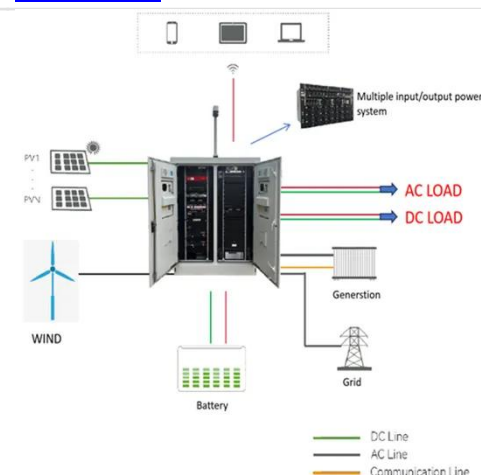 Multiple input/output power
system
PV1
PVN
AC LOAD
DC LOAD
WIND
Generstion
Grid
Battery
DC Line
AC Line
Communication Line